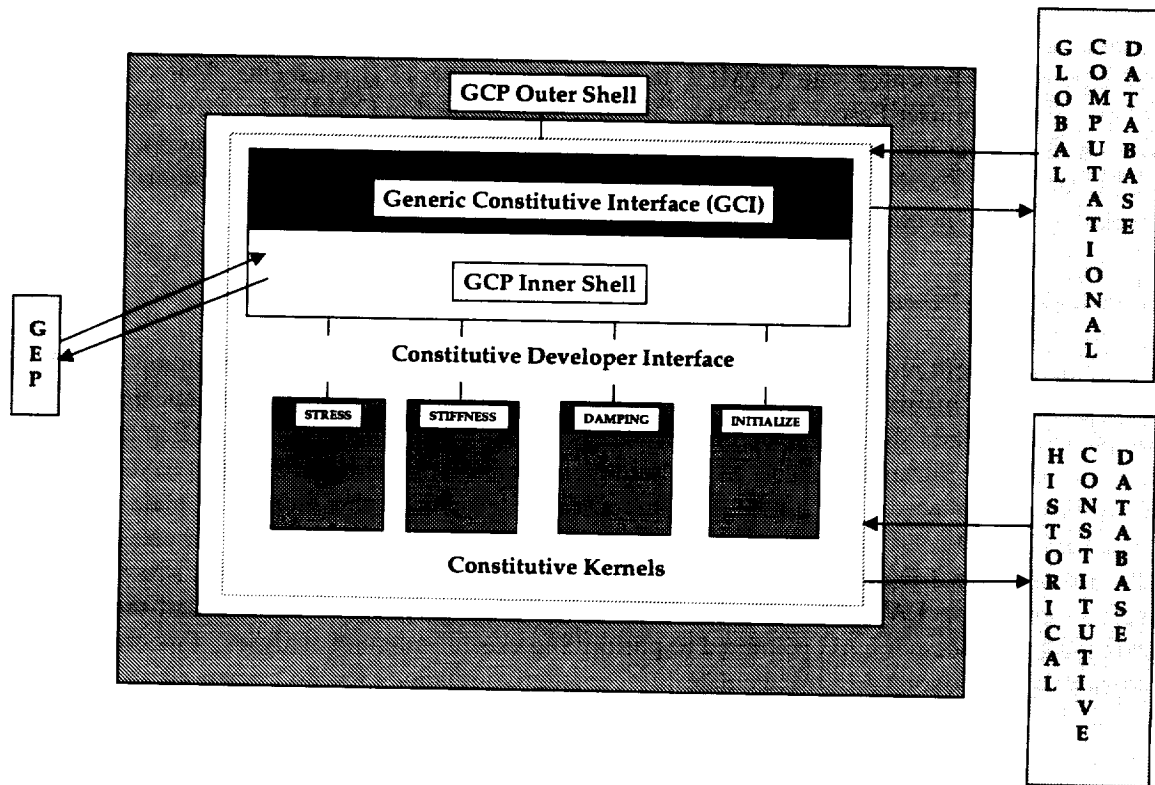 GCP Outer Shell
Generic Constitutive Interface (GCI)
GCP Inner Shell
Constitutive Developer Interface
STRESS
STIFFNESS
DAMPING
INITIALIZE
Constitutive Kernels
GEP
GLOBAL
COMPUTATIONAL
DATABASE
HISTORICAL
CONSTITUTIVE
DATABASE